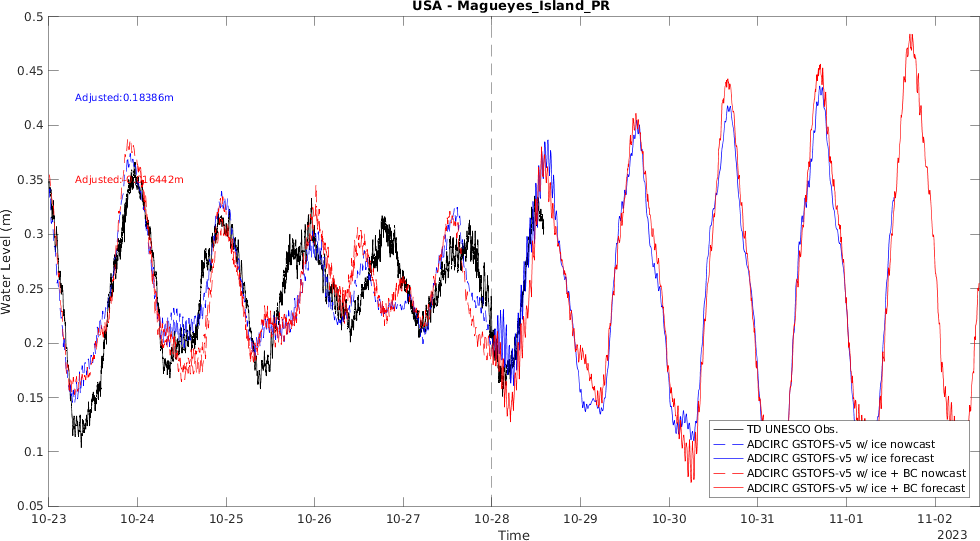 USA - Magueyes_Island_PR
0.5
0.45
0.4
0.35
0.3
0.25
0.2
0.15
0.1
0.05
Water Level (m)
Adjusted:0.18386m
TD UNESCO Obs.
ADCIRC GSTOFS-v5 w/ ice nowcast
ADCIRC GSTOFS-v5 w/ ice forecast
ADCIRC GSTOFS-v5 w/ ice + BC nowcast
ADCIRC GSTOFS-v5 w/ ice + BC forecast
10-23 10-24 10-25 10-26 10-27 10-28 10-29 10-30 10-31 11-01 11-02
Time
2023